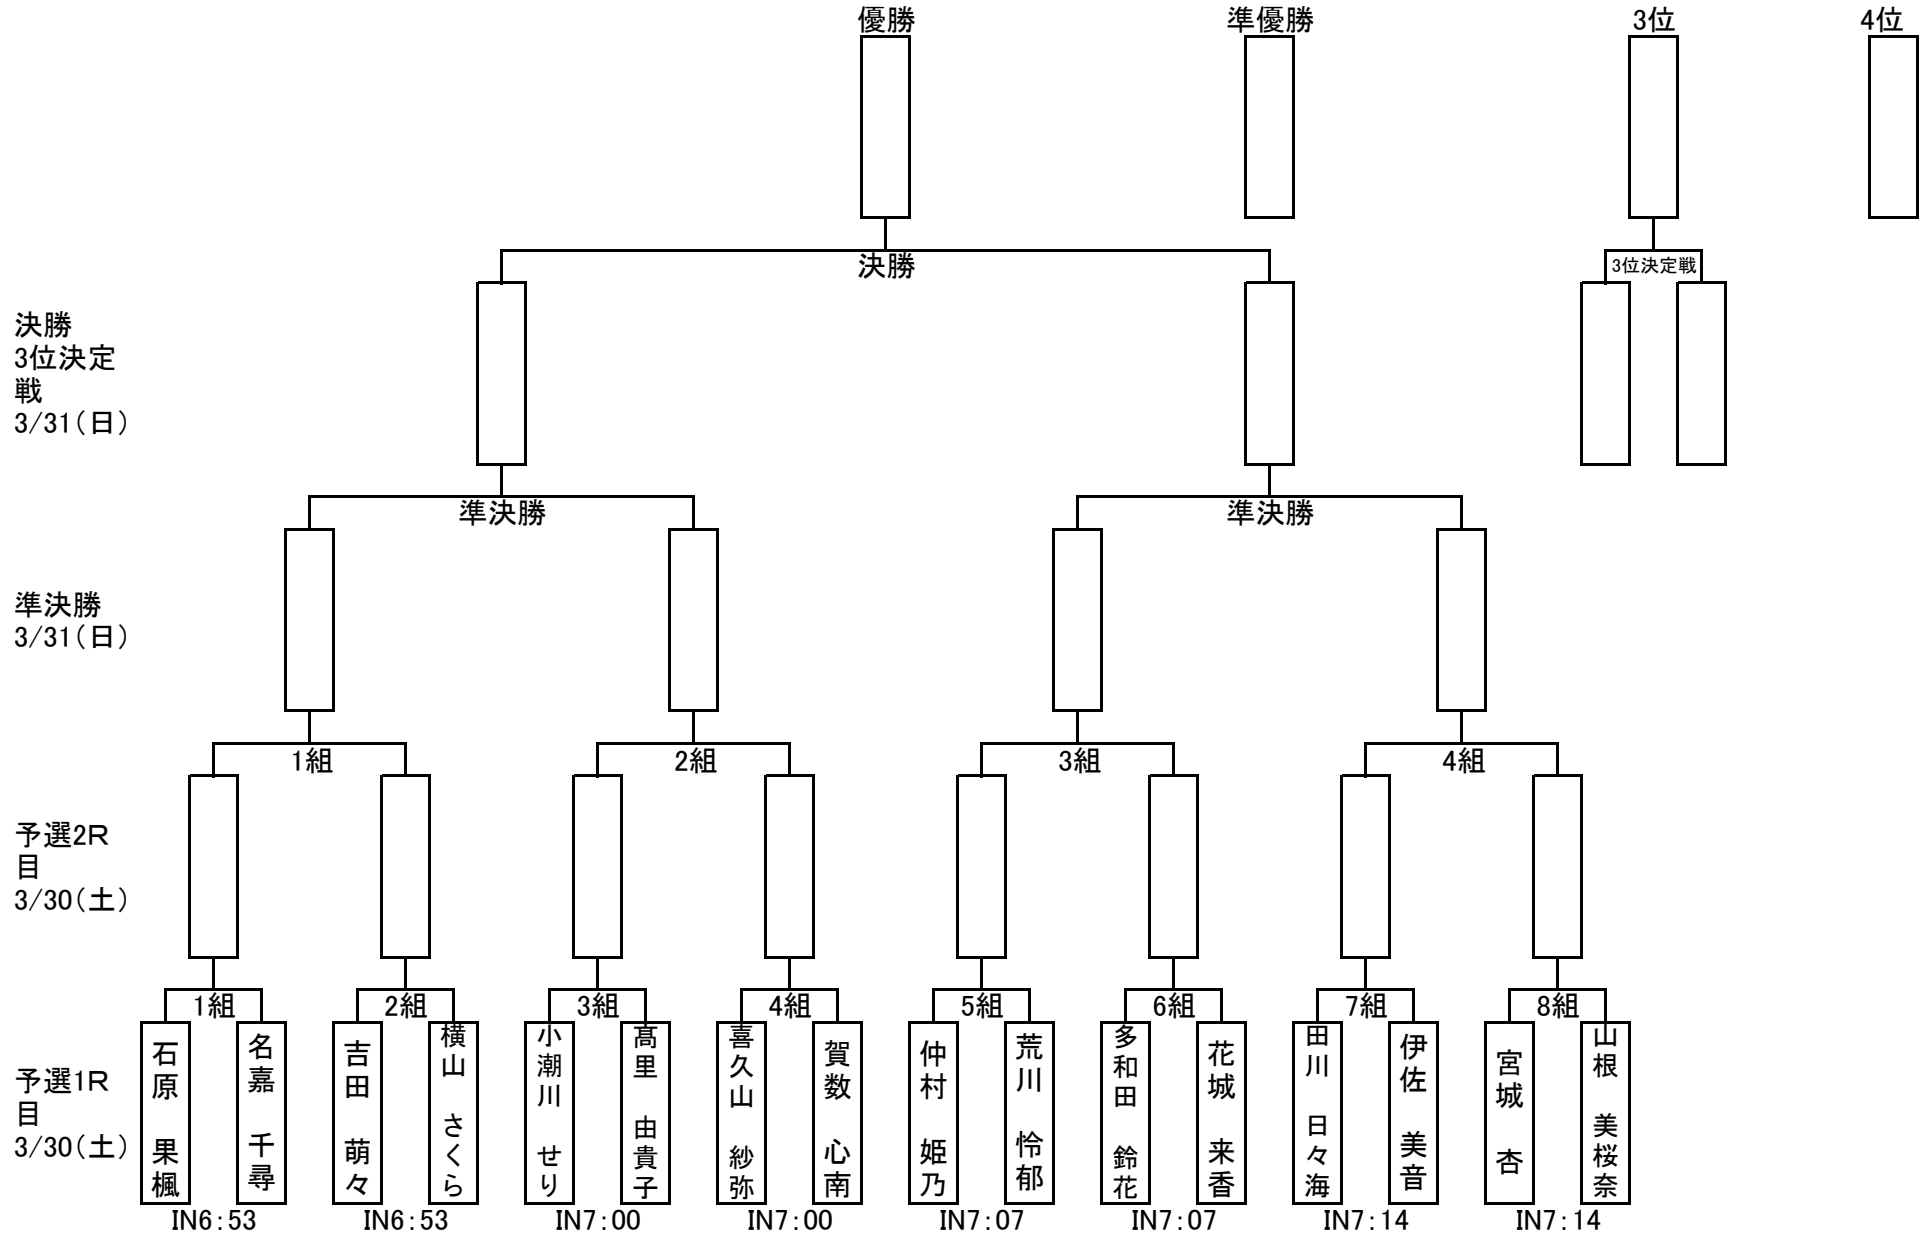 優勝
準優勝
3位
4位
決勝
3位決定戦
決勝
3位決定
戦
3/31(日)
準決勝
準決勝
準決勝
3/31(日)
1組
2組
3組
4組
予選2R
目
3/30(土)
1組
2組
3組
4組
5組
6組
7組
8組
予選1R
目
3/30(土)
石原　果楓
名嘉　千尋
吉田　萌々
横山　さくら
小潮川　せり
髙里　由貴子
喜久山　紗弥
賀数　心南
仲村　姫乃
荒川　怜郁
多和田　鈴花
花城　来香
田川　日々海
伊佐　美音
宮城　杏
山根　美桜奈
IN6:53
IN6:53
IN7:00
IN7:00
IN7:07
IN7:07
IN7:14
IN7:14